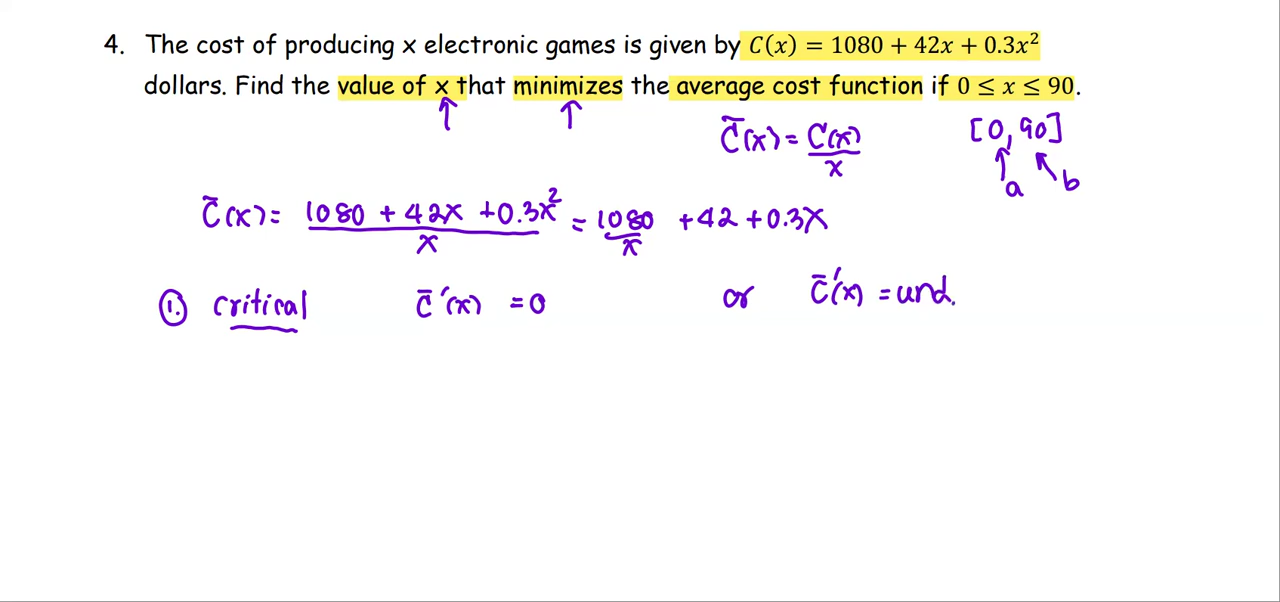 4. The cost of producing x electronic games is given by C(x) = 1080 + 42x + 0.3x²
dollars. Find the value of x that minimizes the average cost function if 0 ≤ x ≤ 90.
C̄(x) = C(x)/x [0, 90]
a b
C̄(x) = (1080 + 42x + 0.3x²)/x = 1080/x + 42 + 0.3x
① critical C̄'(x) = 0 or C̄'(x) = und.